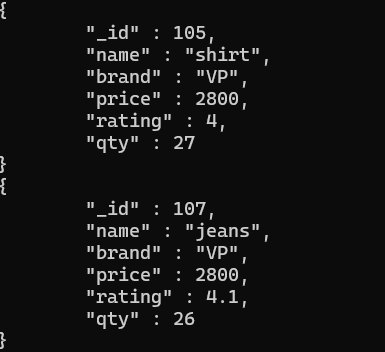 {
"_id" : 105,
"name" : "shirt",
"brand" : "VP",
"price" : 2800,
"rating" : 4,
"qty" : 27
}
{
"_id" : 107,
"name" : "jeans",
"brand" : "VP",
"price" : 2800,
"rating" : 4.1,
"qty" : 26
}